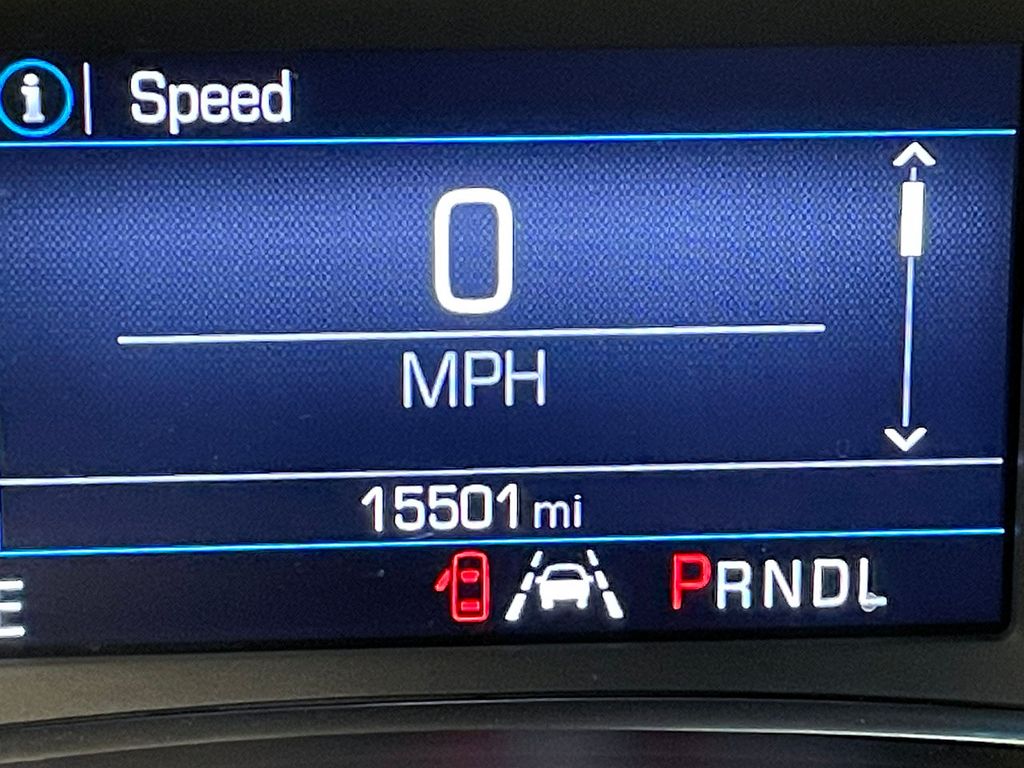 i Speed
0
MPH
15501 mi
E PRNDL